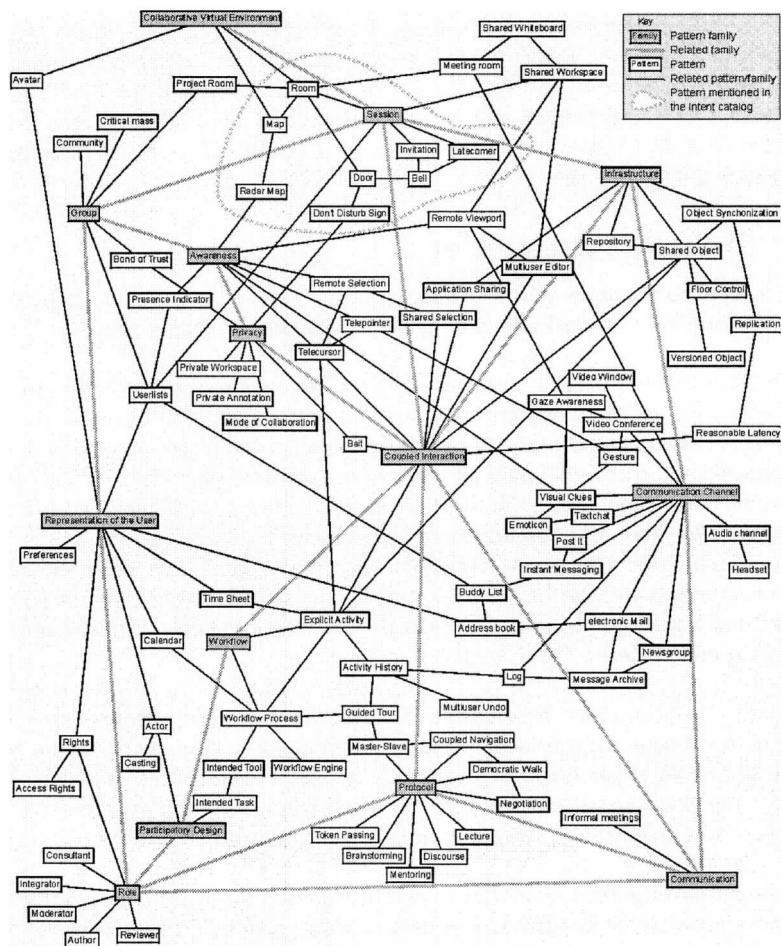 Key
Family Pattern family
Related family
Pattern Pattern
Related pattern/family
Pattern mentioned in
the intent catalog
Collaborative Virtual Environment
Shared Whiteboard
Avatar
Meeting room
Shared Workspace
Project Room
Room
Critical mass
Map
Session
Community
Invitation
Latecomer
Bell
Radar Map
Door
Infrastructure
Group
Don't Disturb Sign
Remote Viewport
Object Synchonization
Repository
Shared Object
Bond of Trust
Awareness
Multiuser Editor
Remote Selection
Application Sharing
Floor Control
Presence Indicator
Telepointer
Shared Selection
Replication
Privacy
Telecursor
Private Workspace
Video Window
Versioned Object
Userlists
Private Annotation
Gaze Awareness
Mode of Collaboration
Video Conference
Bait
Reasonable Latency
Coupled Interaction
Gesture
Visual Clues
Communication Channel
Representation of the User
Textchat
Emoticon
Audio channel
Preferences
Post It
Instant Messaging
Headset
Buddy List
Time Sheet
Explicit Activity
Address book
electronic Mail
Calendar
Workflow
Newsgroup
Activity History
Log
Message Archive
Multiuser Undo
Workflow Process
Guided Tour
Actor
Rights
Master-Slave
Coupled Navigation
Casting
Intended Tool
Workflow Engine
Democratic Walk
Access Rights
Protocol
Intended Task
Negotiation
Participatory Design
Informal meetings
Token Passing
Lecture
Consultant
Brainstorming
Discourse
Mentoring
Integrator
Role
Communication
Moderator
Author
Reviewer